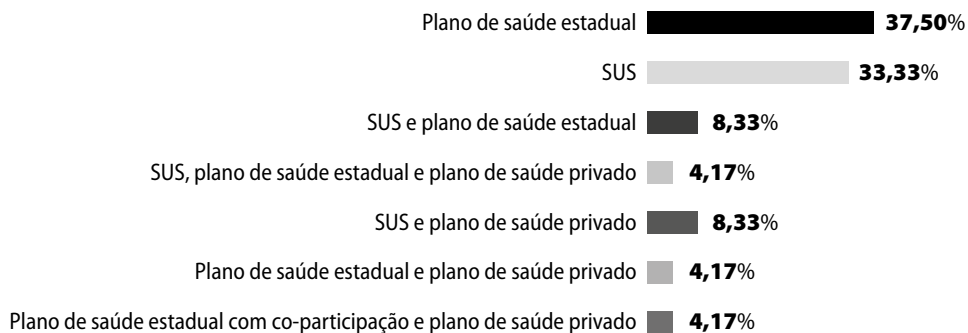 Plano de saúde estadual 37,50%
SUS 33,33%
SUS e plano de saúde estadual 8,33%
SUS, plano de saúde estadual e plano de saúde privado 4,17%
SUS e plano de saúde privado 8,33%
Plano de saúde estadual e plano de saúde privado 4,17%
Plano de saúde estadual com co-participação e plano de saúde privado 4,17%